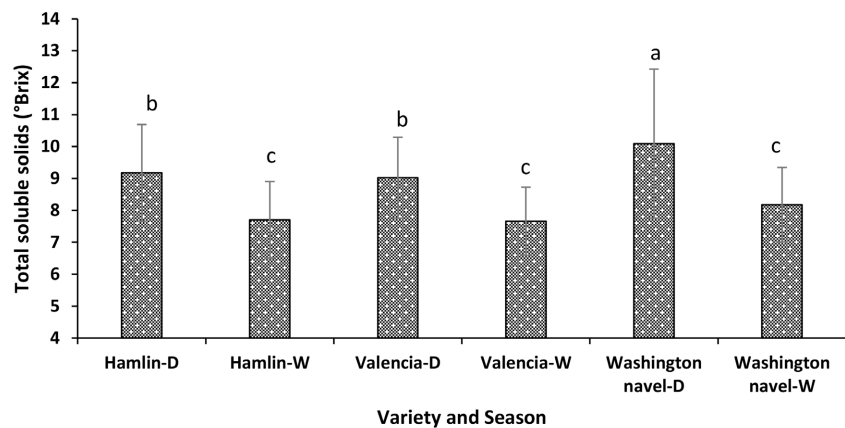 Total soluble solids (°Brix)
14
13
12
11
10
9
8
7
6
5
4
b
c
b
c
a
c
Hamlin-D
Hamlin-W
Valencia-D
Valencia-W
Washington
navel-D
Washington
navel-W
Variety and Season